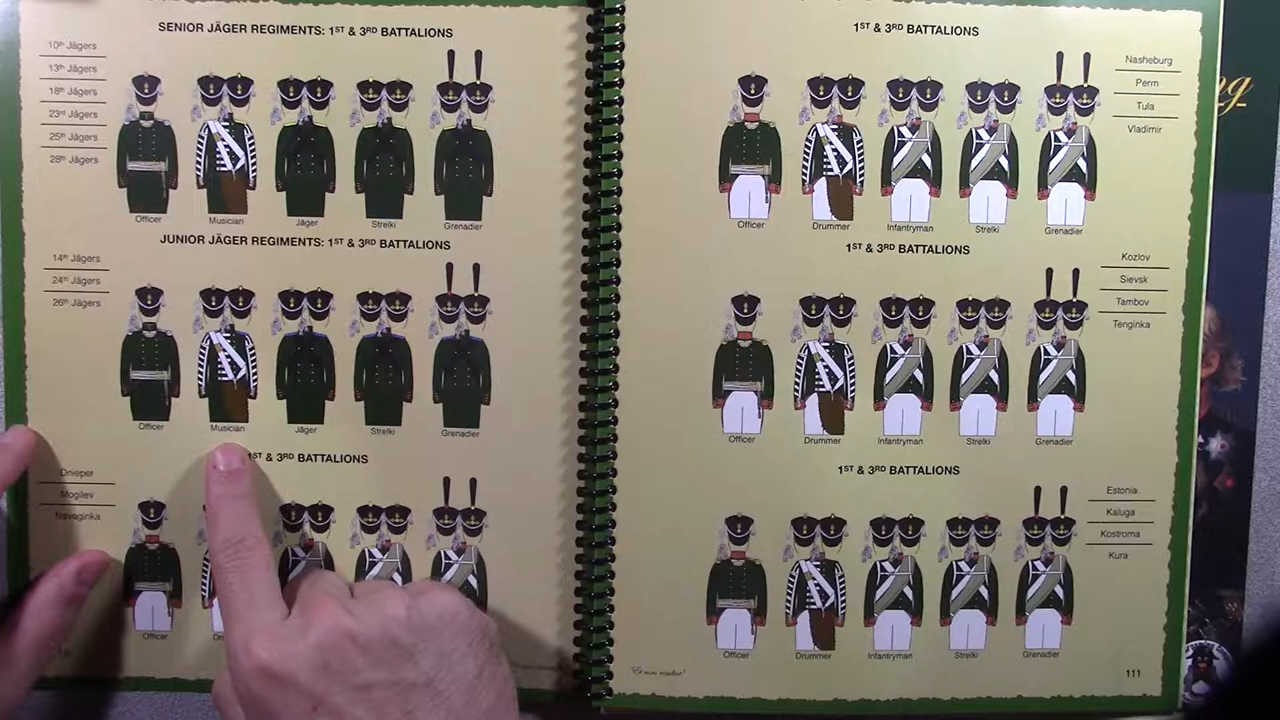 SENIOR JÄGER REGIMENTS: 1ST & 3RD BATTALIONS
10th Jägers
13th Jägers
18th Jägers
23rd Jägers
25th Jägers
28th Jägers
Officer
Musician
Jäger
Strelki
Grenadier
JUNIOR JÄGER REGIMENTS: 1ST & 3RD BATTALIONS
14th Jägers
24th Jägers
26th Jägers
Officer
Musician
Jäger
Strelki
Grenadier
1ST & 3RD BATTALIONS
Dnieper
Mogilev
Navaginka
Officer
1ST & 3RD BATTALIONS
Nasheburg
Perm
Tula
Vladimir
Officer
Drummer
Infantryman
Strelki
Grenadier
1ST & 3RD BATTALIONS
Kozlov
Sievsk
Tambov
Tenginka
Officer
Drummer
Infantryman
Strelki
Grenadier
1ST & 3RD BATTALIONS
Estonia
Kaluga
Kostroma
Kura
Officer
Drummer
Infantryman
Strelki
Grenadier
111